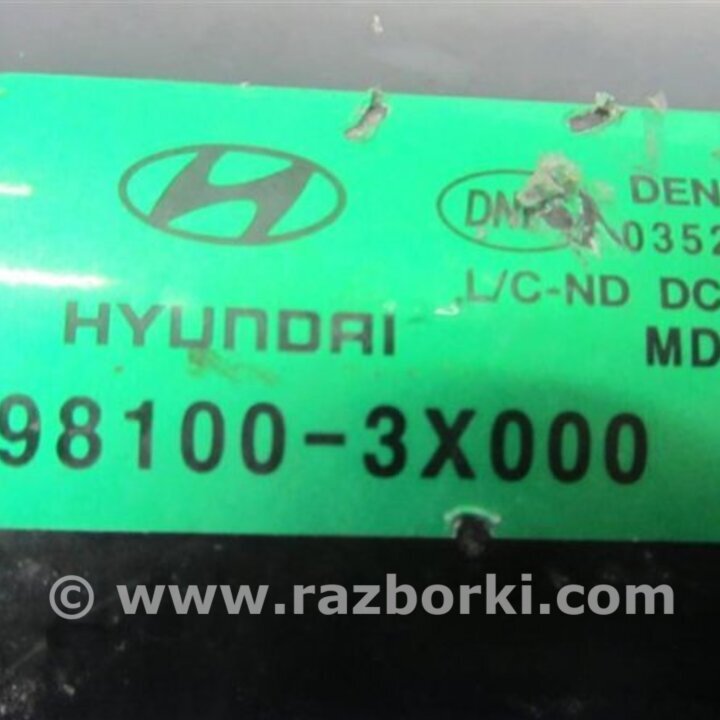 DEN
0352
L/C-ND DC
HYUNDAI
MD
98100-3X000
© www.razborki.com